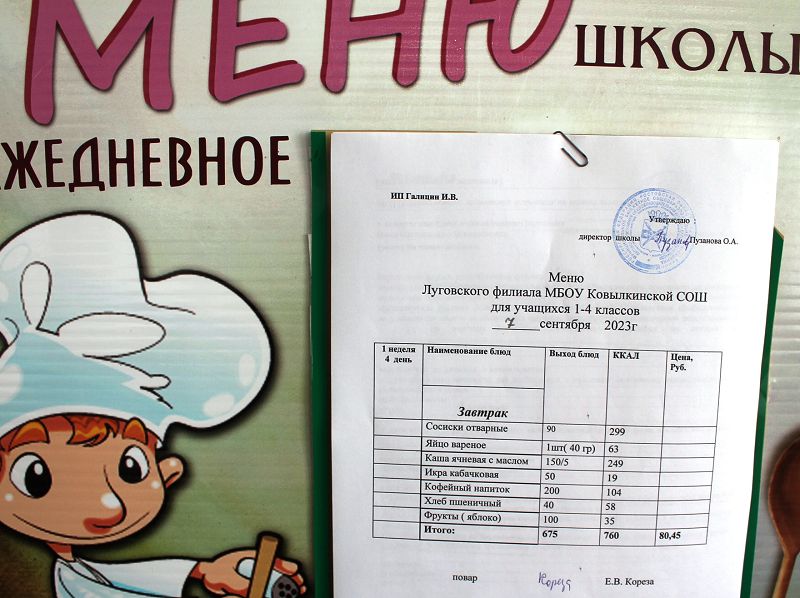 МЕНЮ ШКОЛЫ
ЖЕДНЕВНОЕ
ИП Галицин И.В.
Утверждаю :
директор школы Пузанов Пузанова О.А.
Меню
Луговского филиала МБОУ Ковылкинской СОШ
для учащихся 1-4 классов
7 сентября 2023г
1 неделя 4 день Наименование блюд Выход блюд ККАЛ Цена, Руб.
Завтрак
Сосиски отварные 90 299
Яйцо вареное 1шт( 40 гр) 63
Каша ячневая с маслом 150/5 249
Икра кабачковая 50 19
Кофейный напиток 200 104
Хлеб пшеничный 40 58
Фрукты ( яблоко) 100 35
Итого: 675 760 80,45
повар Кореза Е.В. Кореза